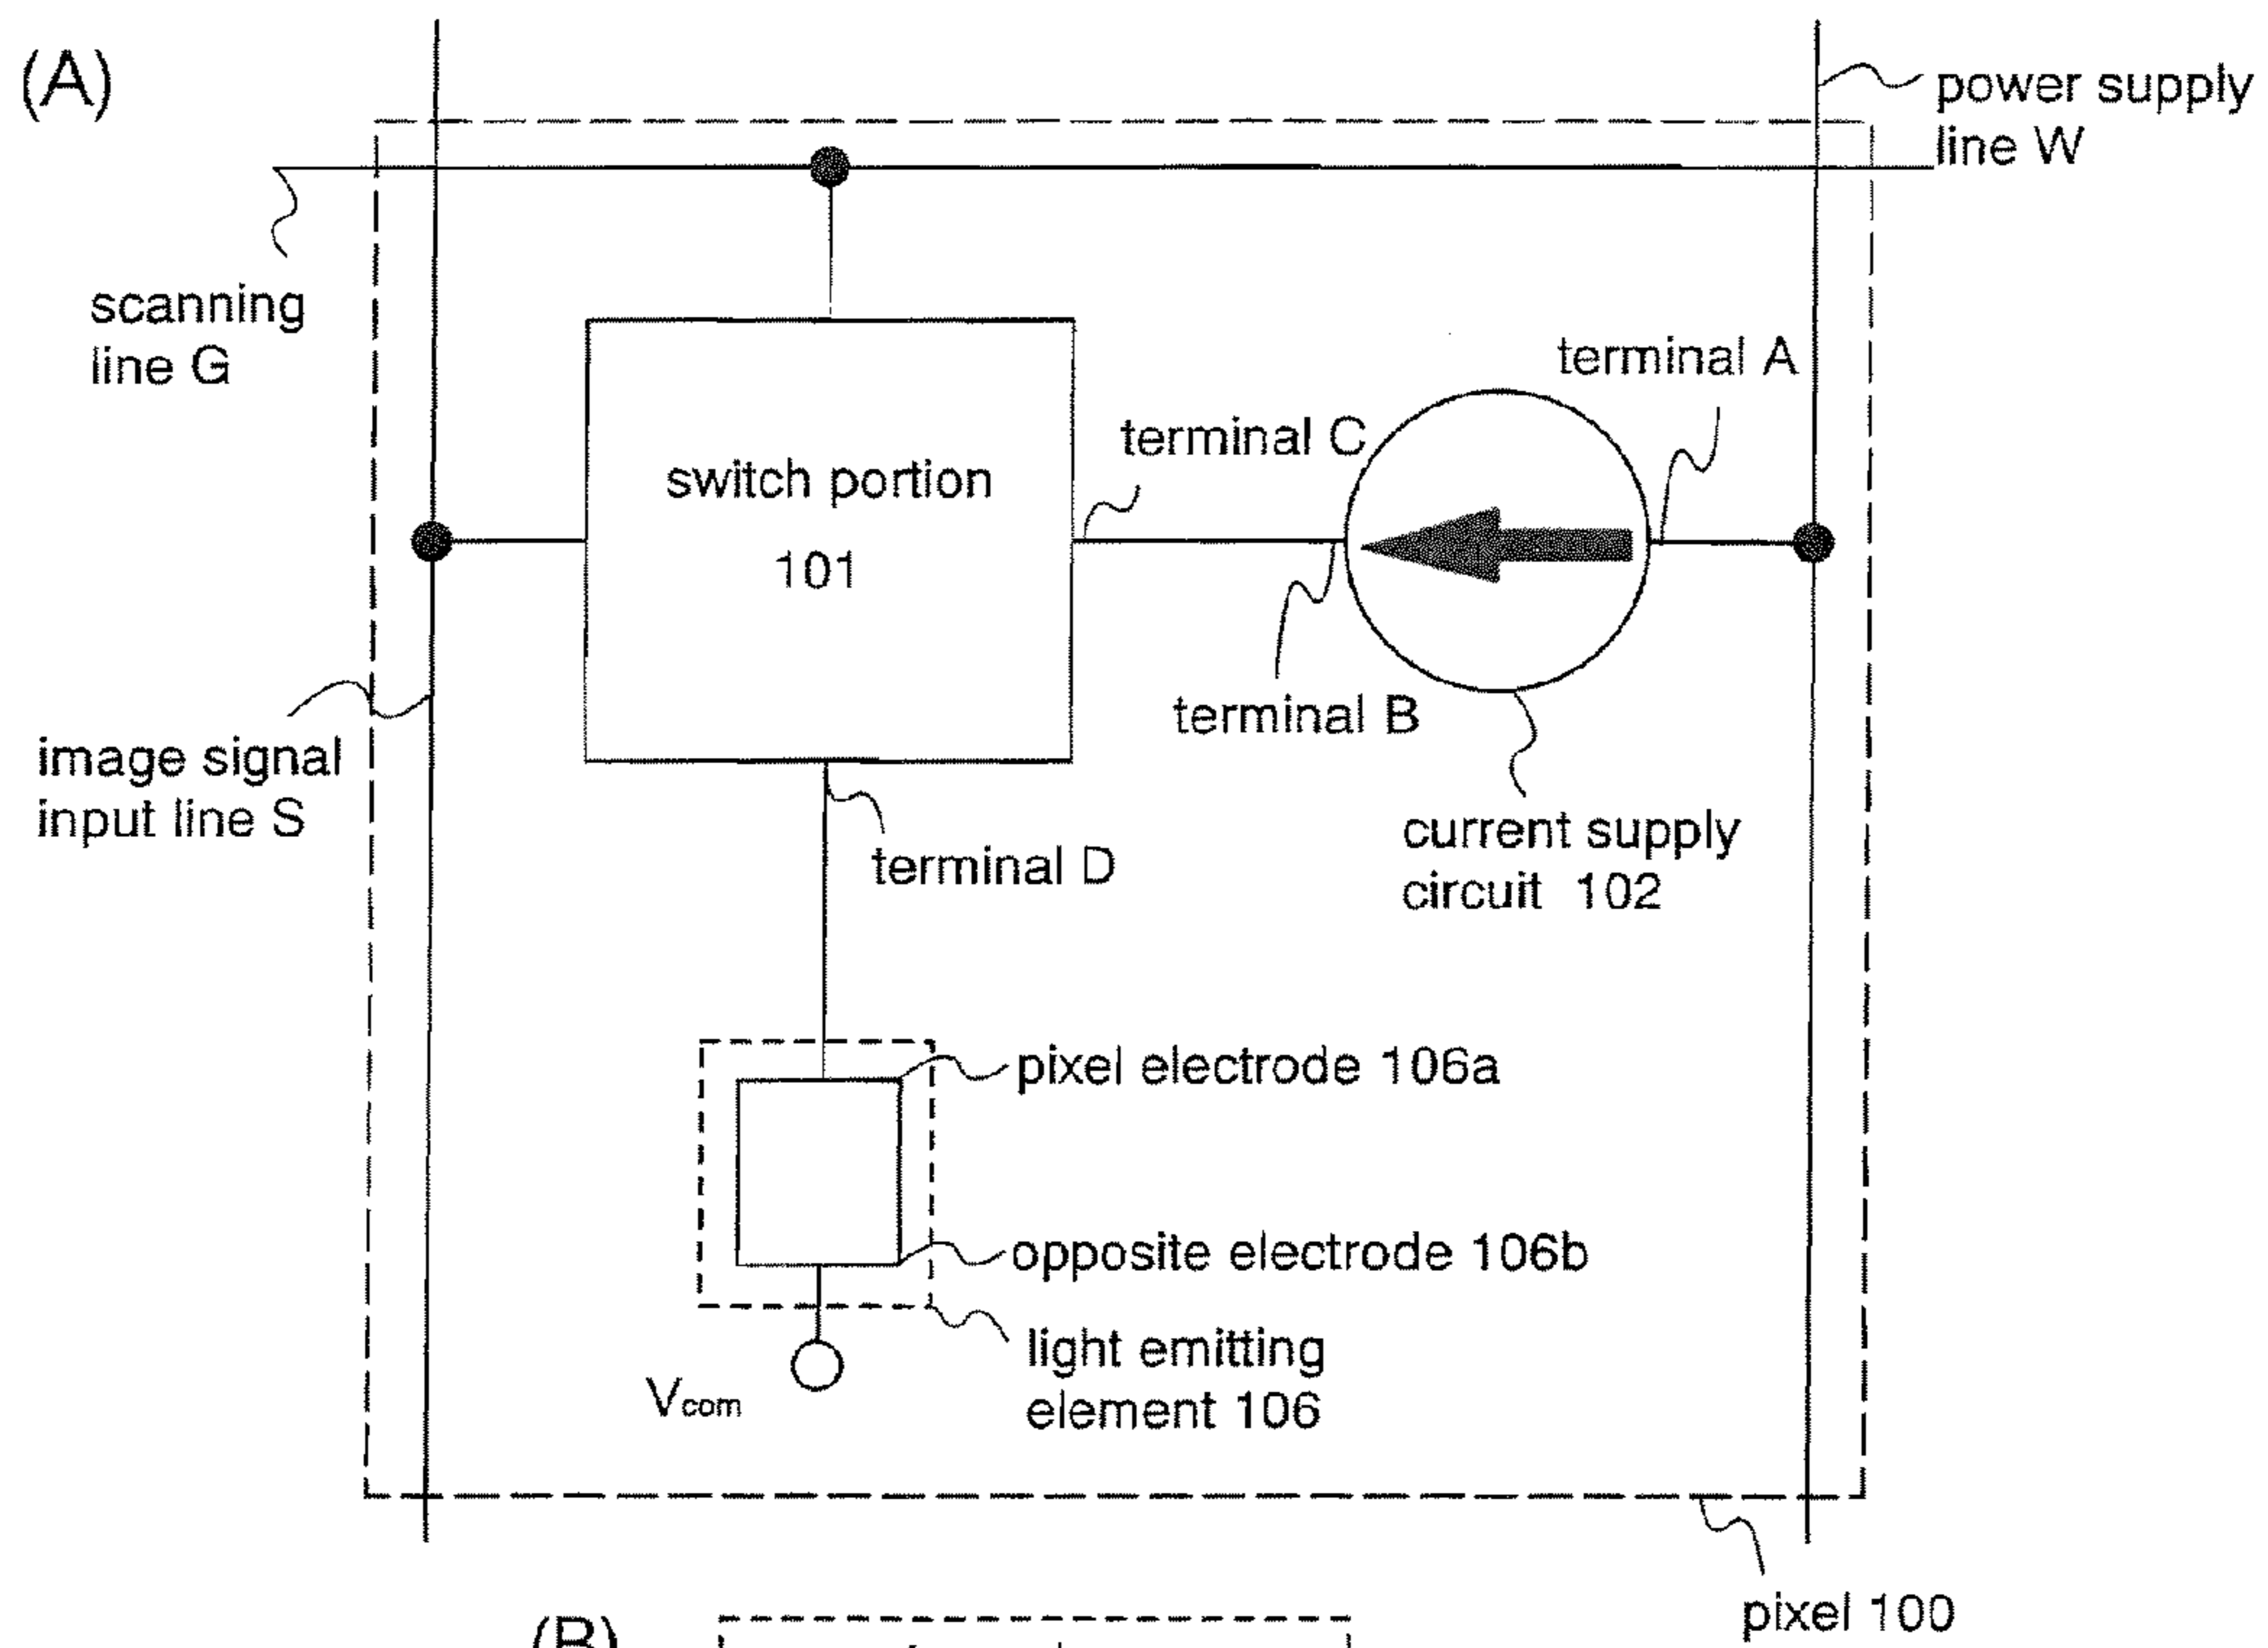 (A)
power supply
line W
scanning
line G
terminal A
terminal C
switch portion
101
terminal B
image signal
input line S
terminal D
current supply
circuit 102
pixel electrode 106a
opposite electrode 106b
light emitting
element 106
Vcom
pixel 100
(B)